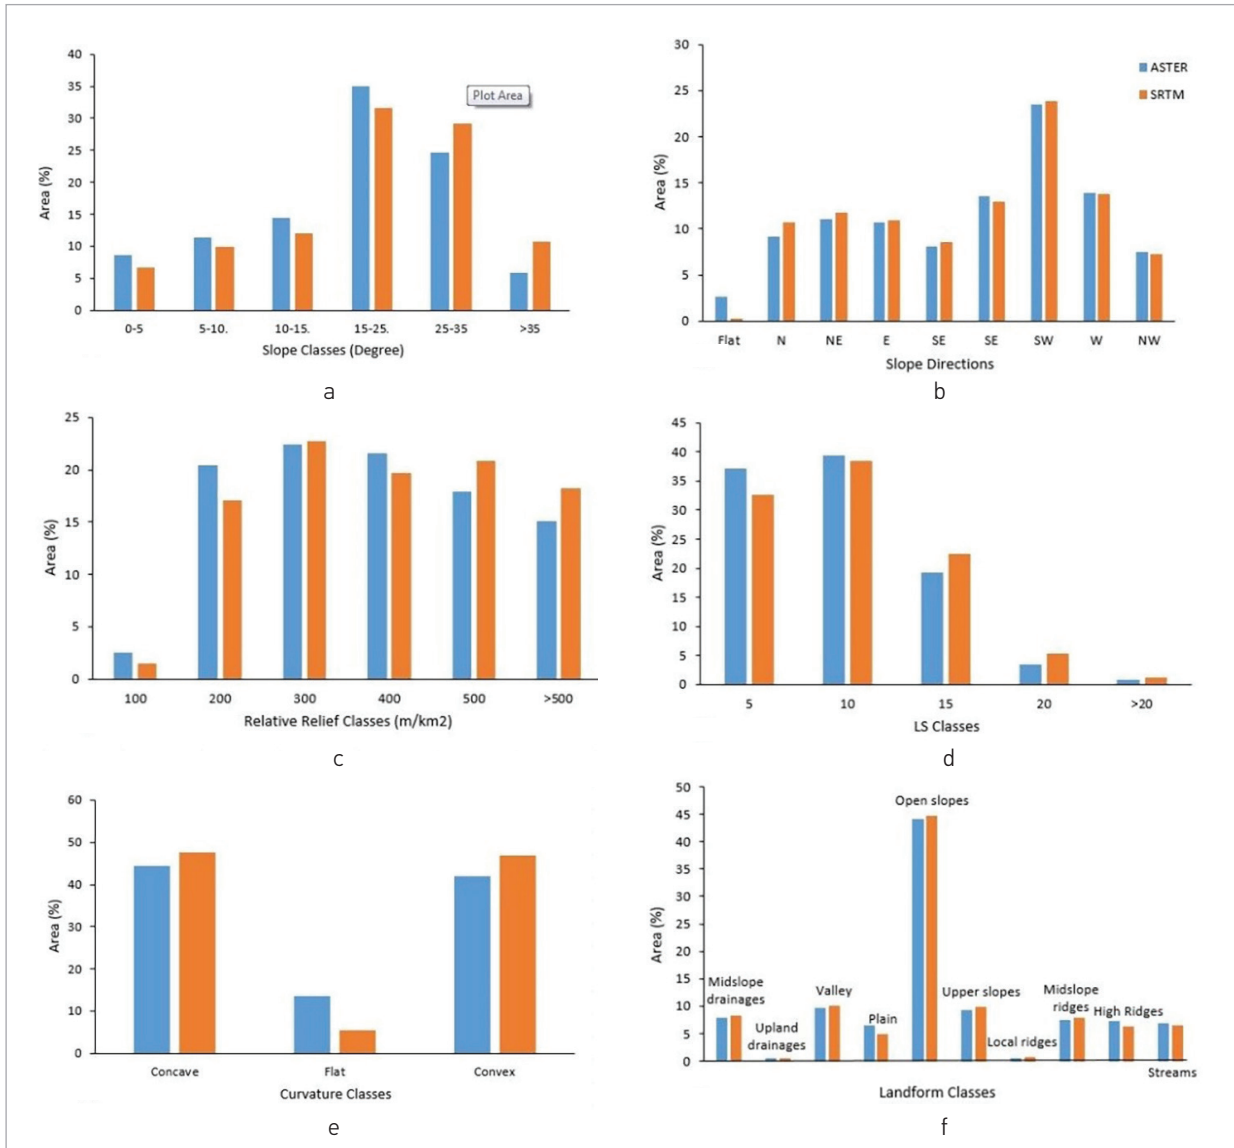 40
35
30
25
20
15
10
5
0
Area (%)
Plot Area
0-5 5-10. 10-15. 15-25. 25-35 >35
Slope Classes (Degree)
a
30
25
20
15
10
5
0
Area (%)
ASTER
SRTM
Flat N NE E SE SE SW W NW
Slope Directions
b
25
20
15
10
5
0
Area (%)
100 200 300 400 500 >500
Relative Relief Classes (m/km2)
c
45
40
35
30
25
20
15
10
5
0
Area (%)
5 10 15 20 >20
LS Classes
d
60
50
40
30
20
10
0
Area (%)
Concave Flat Convex
Curvature Classes
e
50
45
40
35
30
25
20
15
10
5
0
Area (%)
Midslope
drainages
Upland
drainages
Valley
Plain
Open slopes
Upper slopes
Local ridges
Midslope
ridges
High Ridges
Streams
Landform Classes
f